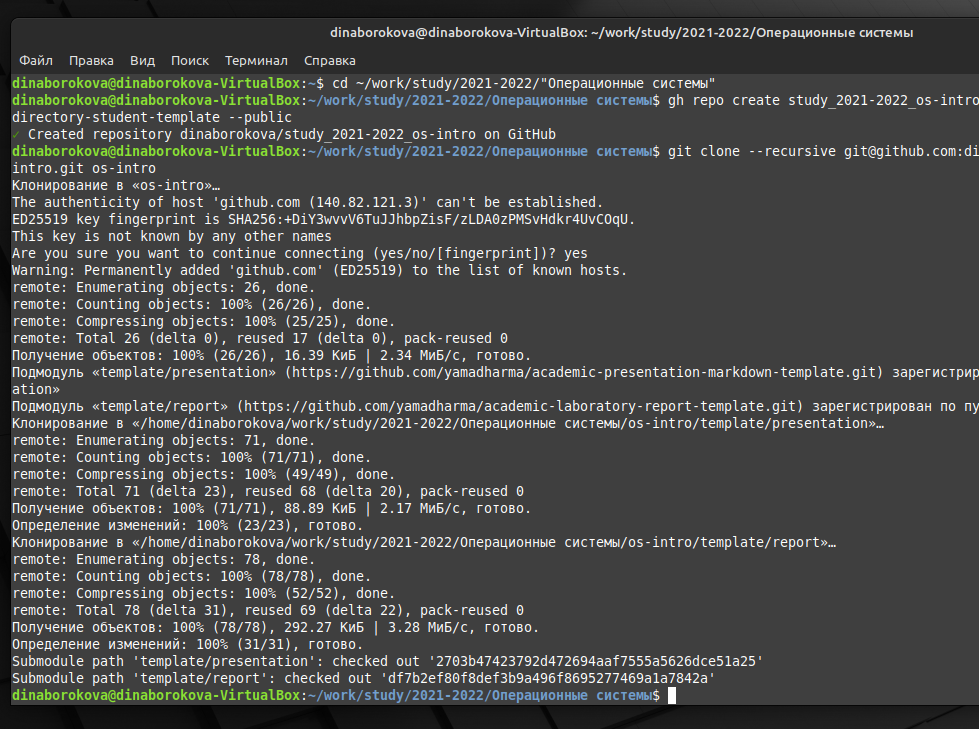 dinaborokova@dinaborokova-VirtualBox: ~/work/study/2021-2022/Операционные системы
Файл Правка Вид Поиск Терминал Справка
dinaborokova@dinaborokova-VirtualBox:~$ cd ~/work/study/2021-2022/"Операционные системы"
dinaborokova@dinaborokova-VirtualBox:~/work/study/2021-2022/Операционные системы$ gh repo create study_2021-2022_os-intro
directory-student-template --public
✓ Created repository dinaborokova/study_2021-2022_os-intro on GitHub
dinaborokova@dinaborokova-VirtualBox:~/work/study/2021-2022/Операционные системы$ git clone --recursive git@github.com:di
intro.git os-intro
Клонирование в «os-intro»…
The authenticity of host 'github.com (140.82.121.3)' can't be established.
ED25519 key fingerprint is SHA256:+DiY3wvvV6TuJJhbpZisF/zLDA0zPMSvHdkr4UvCOqU.
This key is not known by any other names
Are you sure you want to continue connecting (yes/no/[fingerprint])? yes
Warning: Permanently added 'github.com' (ED25519) to the list of known hosts.
remote: Enumerating objects: 26, done.
remote: Counting objects: 100% (26/26), done.
remote: Compressing objects: 100% (25/25), done.
remote: Total 26 (delta 0), reused 17 (delta 0), pack-reused 0
Получение объектов: 100% (26/26), 16.39 КиБ | 2.34 МиБ/с, готово.
Подмодуль «template/presentation» (https://github.com/yamadharma/academic-presentation-markdown-template.git) зарегистрир
ation»
Подмодуль «template/report» (https://github.com/yamadharma/academic-laboratory-report-template.git) зарегистрирован по пу
Клонирование в «/home/dinaborokova/work/study/2021-2022/Операционные системы/os-intro/template/presentation»…
remote: Enumerating objects: 71, done.
remote: Counting objects: 100% (71/71), done.
remote: Compressing objects: 100% (49/49), done.
remote: Total 71 (delta 23), reused 68 (delta 20), pack-reused 0
Получение объектов: 100% (71/71), 88.89 КиБ | 2.17 МиБ/с, готово.
Определение изменений: 100% (23/23), готово.
Клонирование в «/home/dinaborokova/work/study/2021-2022/Операционные системы/os-intro/template/report»…
remote: Enumerating objects: 78, done.
remote: Counting objects: 100% (78/78), done.
remote: Compressing objects: 100% (52/52), done.
remote: Total 78 (delta 31), reused 69 (delta 22), pack-reused 0
Получение объектов: 100% (78/78), 292.27 КиБ | 3.28 МиБ/с, готово.
Определение изменений: 100% (31/31), готово.
Submodule path 'template/presentation': checked out '2703b47423792d472694aaf7555a5626dce51a25'
Submodule path 'template/report': checked out 'df7b2ef80f8def3b9a496f8695277469a1a7842a'
dinaborokova@dinaborokova-VirtualBox:~/work/study/2021-2022/Операционные системы$